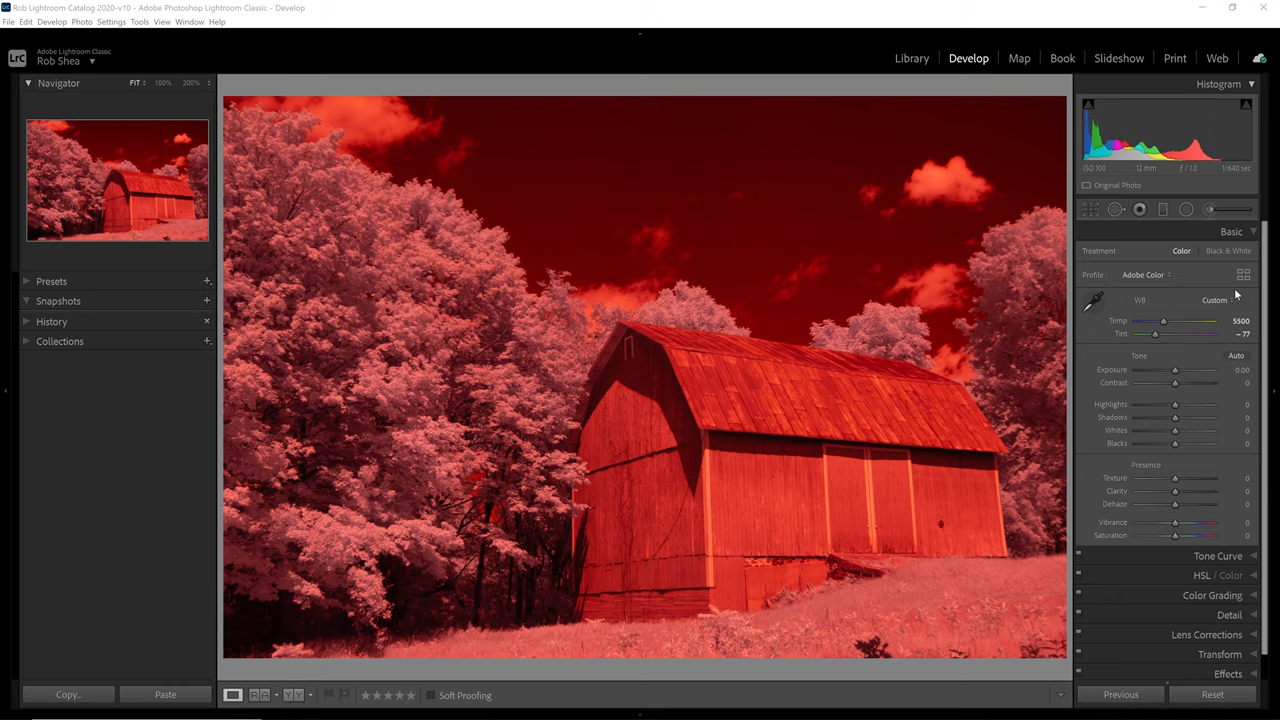 Rob Lightroom Catalog 2020-v10 - Adobe Photoshop Lightroom Classic - Develop
File Edit Develop Photo Settings Tools View Window Help
LrC
Adobe Lightroom Classic
Rob Shea
Library Develop Map Book Slideshow Print Web
Navigator FIT 100% 200%
Histogram
ISO 100 12 mm ƒ / 10 1/640 sec
Original Photo
Basic
Treatment : Color Black & White
Profile : Adobe Color
WB : Custom
Temp 5500
Tint – 77
Tone Auto
Exposure 0.00
Contrast 0
Highlights 0
Shadows 0
Whites 0
Blacks 0
Presence
Texture 0
Clarity 0
Dehaze 0
Vibrance 0
Saturation 0
Tone Curve
HSL / Color
Color Grading
Detail
Lens Corrections
Transform
Effects
Presets
Snapshots
History
Collections
Copy... Paste
R A Y Y
Soft Proofing
Previous Reset